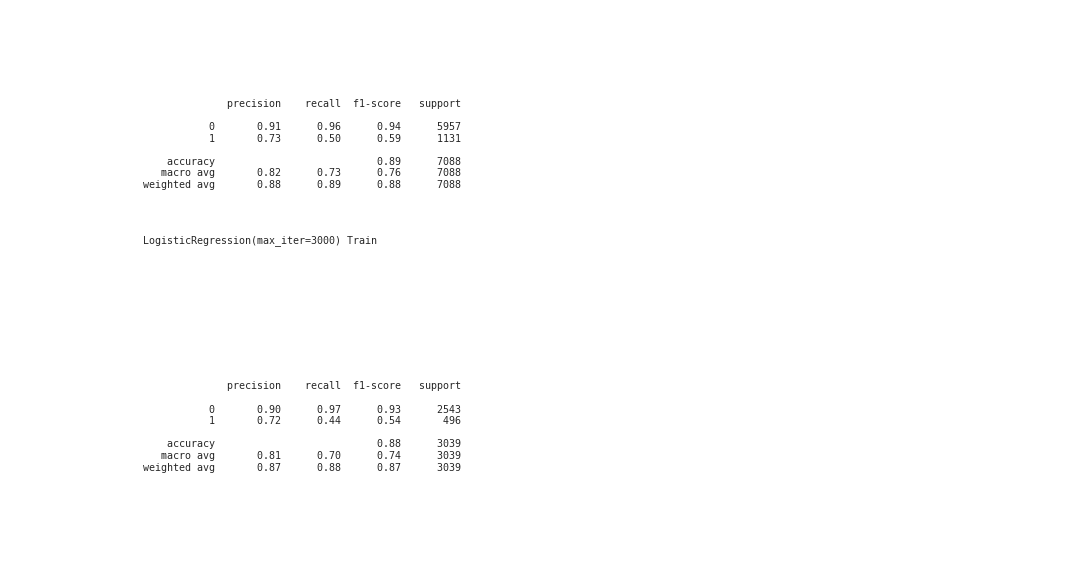 precision    recall  f1-score   support
0       0.91      0.96      0.94      5957
1       0.73      0.50      0.59      1131
accuracy                           0.89      7088
macro avg       0.82      0.73      0.76      7088
weighted avg       0.88      0.89      0.88      7088
LogisticRegression(max_iter=3000) Train
precision    recall  f1-score   support
0       0.90      0.97      0.93      2543
1       0.72      0.44      0.54       496
accuracy                           0.88      3039
macro avg       0.81      0.70      0.74      3039
weighted avg       0.87      0.88      0.87      3039